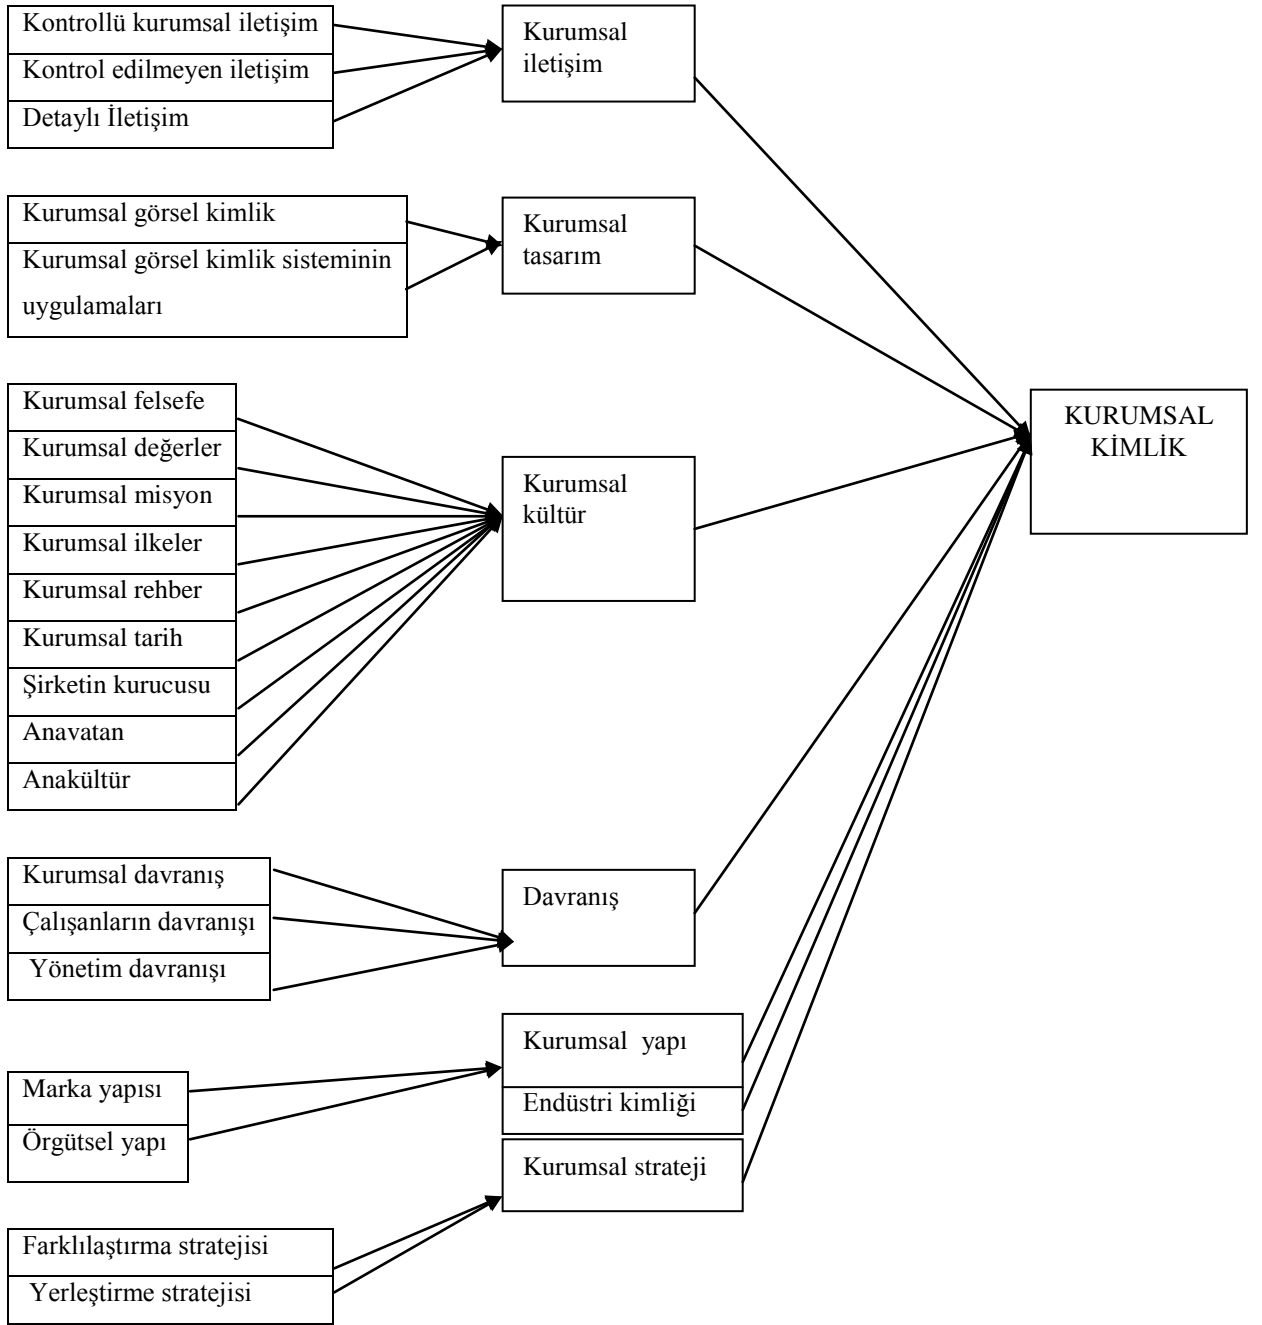 Kontrollü kurumsal iletişim
Kontrol edilmeyen iletişim
Detaylı İletişim
Kurumsal
iletişim
Kurumsal görsel kimlik
Kurumsal görsel kimlik sisteminin
uygulamaları
Kurumsal
tasarım
Kurumsal felsefe
Kurumsal değerler
Kurumsal misyon
Kurumsal ilkeler
Kurumsal rehber
Kurumsal tarih
Şirketin kurucusu
Anavatan
Anakültür
Kurumsal
kültür
KURUMSAL
KİMLİK
Kurumsal davranış
Çalışanların davranışı
Yönetim davranışı
Davranış
Marka yapısı
Örgütsel yapı
Kurumsal yapı
Endüstri kimliği
Kurumsal strateji
Farklılaştırma stratejisi
Yerleştirme stratejisi